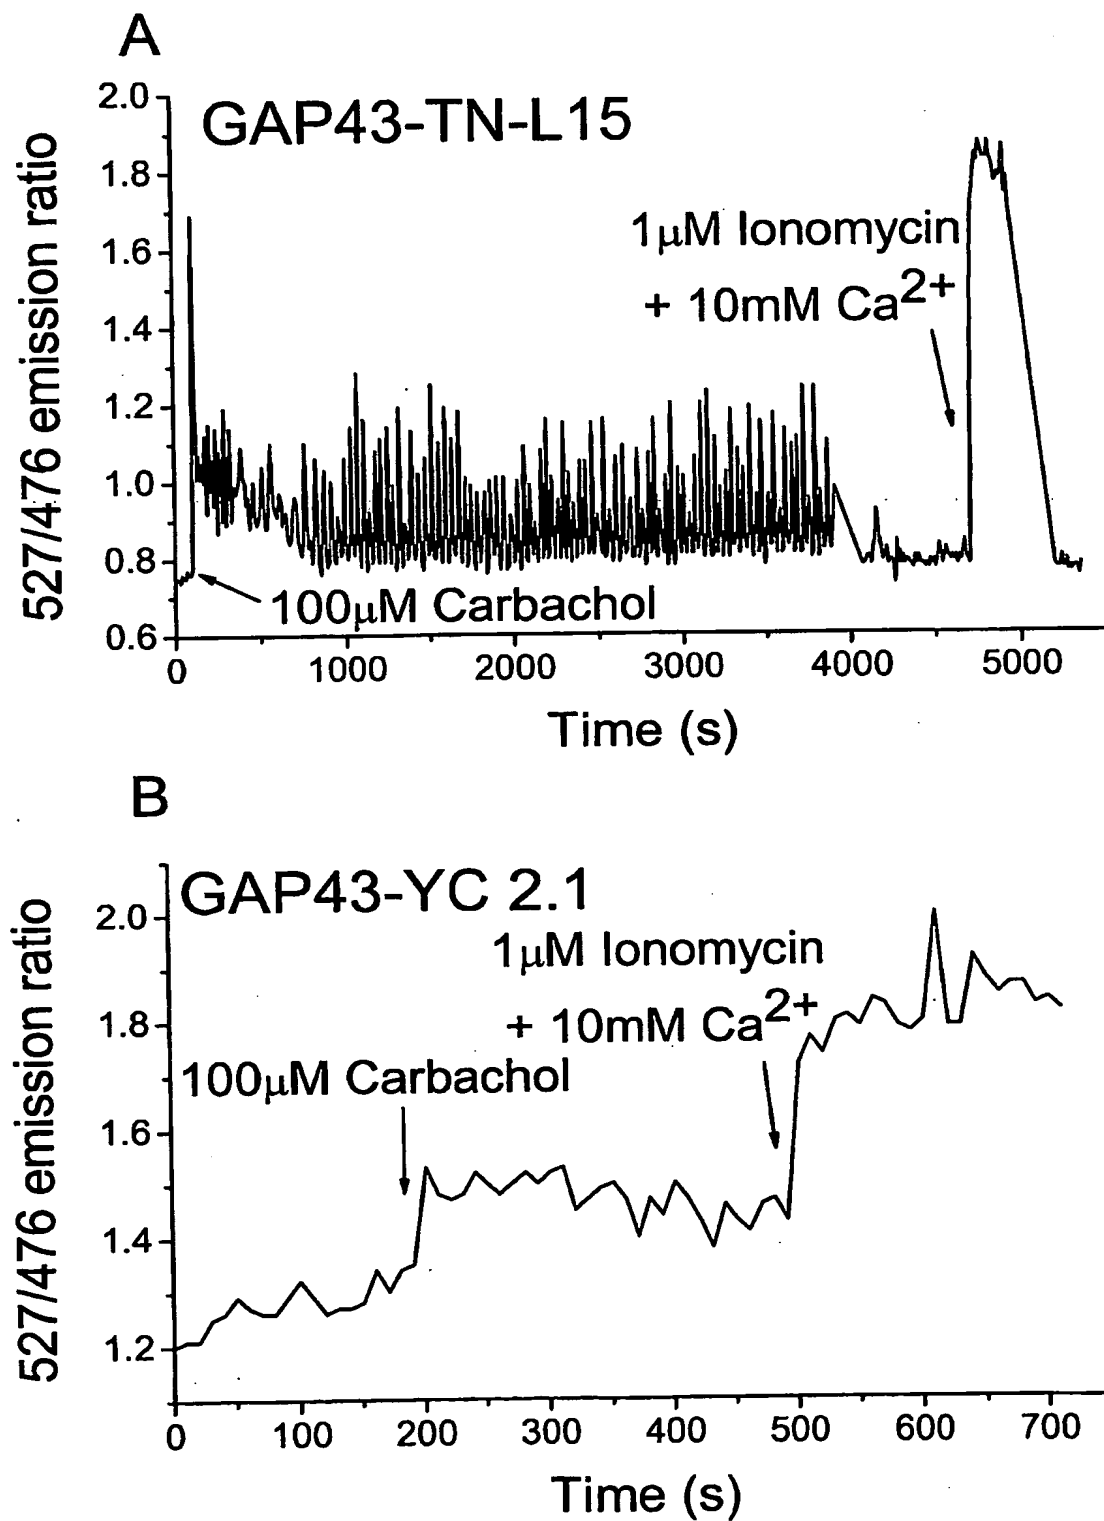 A
GAP43-TN-L15
527/476 emission ratio
2.0
1.8
1.6
1.4
1.2
1.0
0.8
0.6
1μM Ionomycin
+ 10mM Ca2+
100μM Carbachol
0 1000 2000 3000 4000 5000
Time (s)
B
GAP43-YC 2.1
527/476 emission ratio
2.0
1.8
1.6
1.4
1.2
1μM Ionomycin
+ 10mM Ca2+
100μM Carbachol
0 100 200 300 400 500 600 700
Time (s)